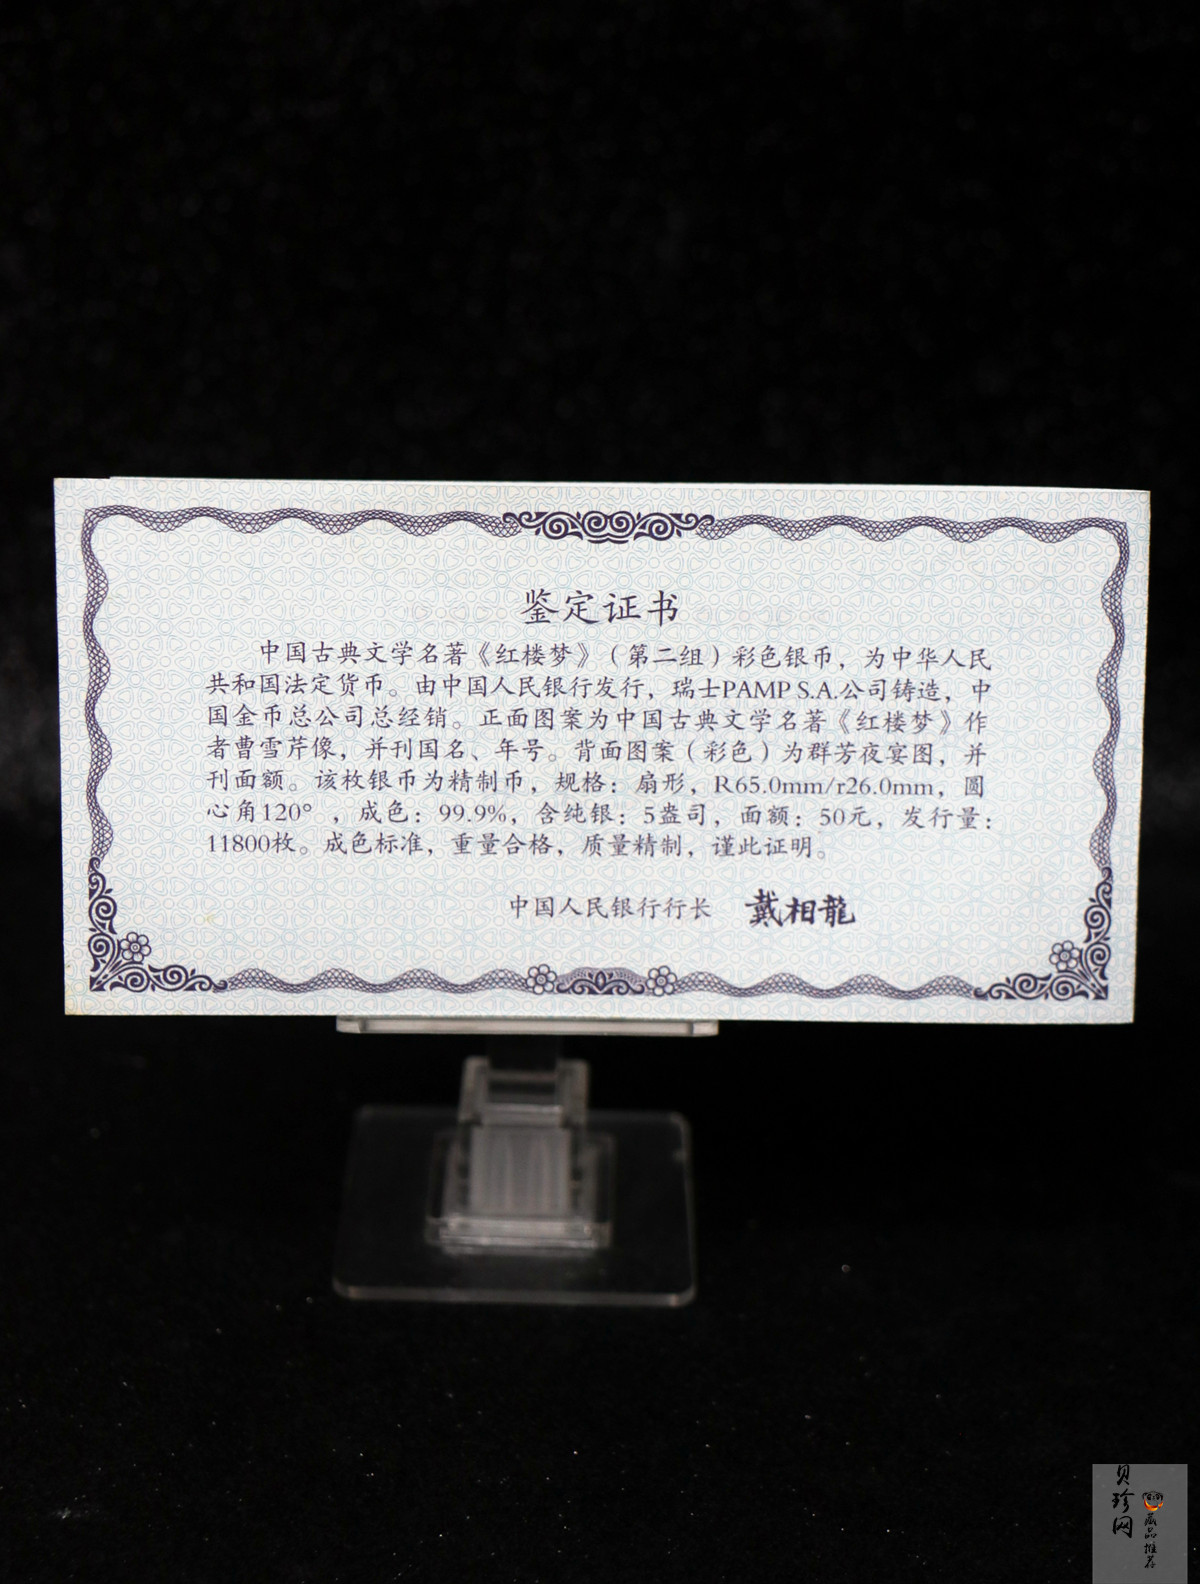 鉴定证书
中国古典文学名著《红楼梦》（第二组）彩色银币，为中华人民
共和国法定货币。由中国人民银行发行，瑞士PAMP S.A.公司铸造，中
国金币总公司总经销。正面图案为中国古典文学名著《红楼梦》作
者曹雪芹像，并刊国名、年号。背面图案（彩色）为群芳夜宴图，并
刊面额。该枚银币为精制币，规格：扇形，R65.0mm/r26.0mm，圆
心角120°，成色：99.9%，含纯银：5盎司，面额：50元，发行量：
11800枚。成色标准，重量合格，质量精制，谨此证明。
中国人民银行行长 戴相龍
贝珍网
藏品推荐